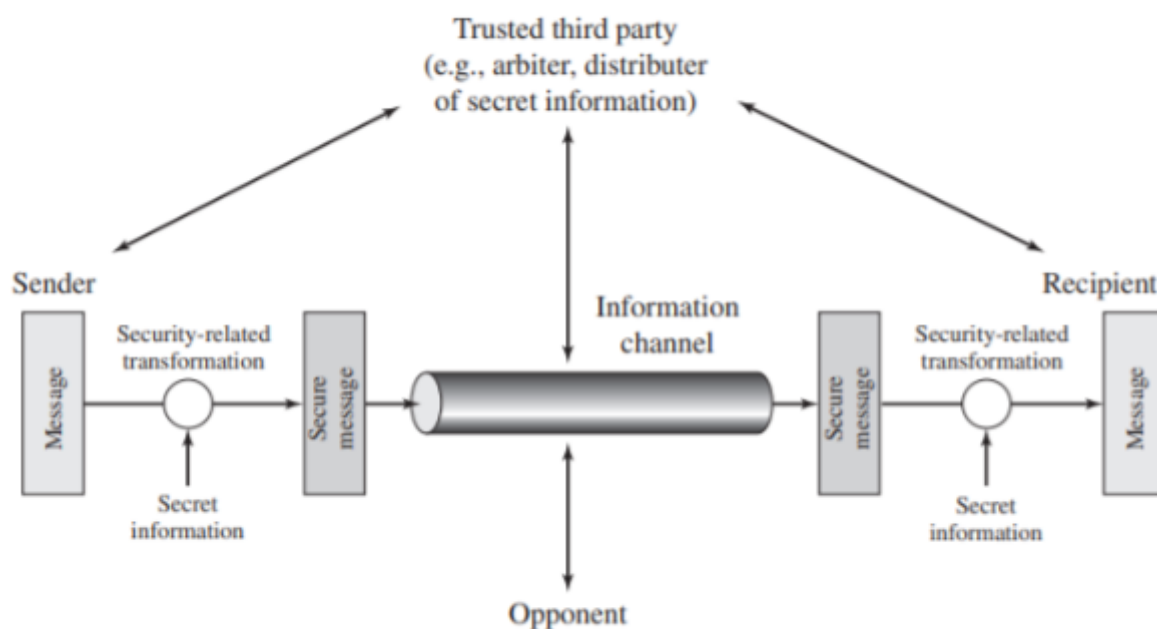 Trusted third party
(e.g., arbiter, distributer
of secret information)
Sender
Recipient
Information
channel
Security-related
transformation
Security-related
transformation
Message
Secure
message
Secure
message
Message
Secret
information
Secret
information
Opponent